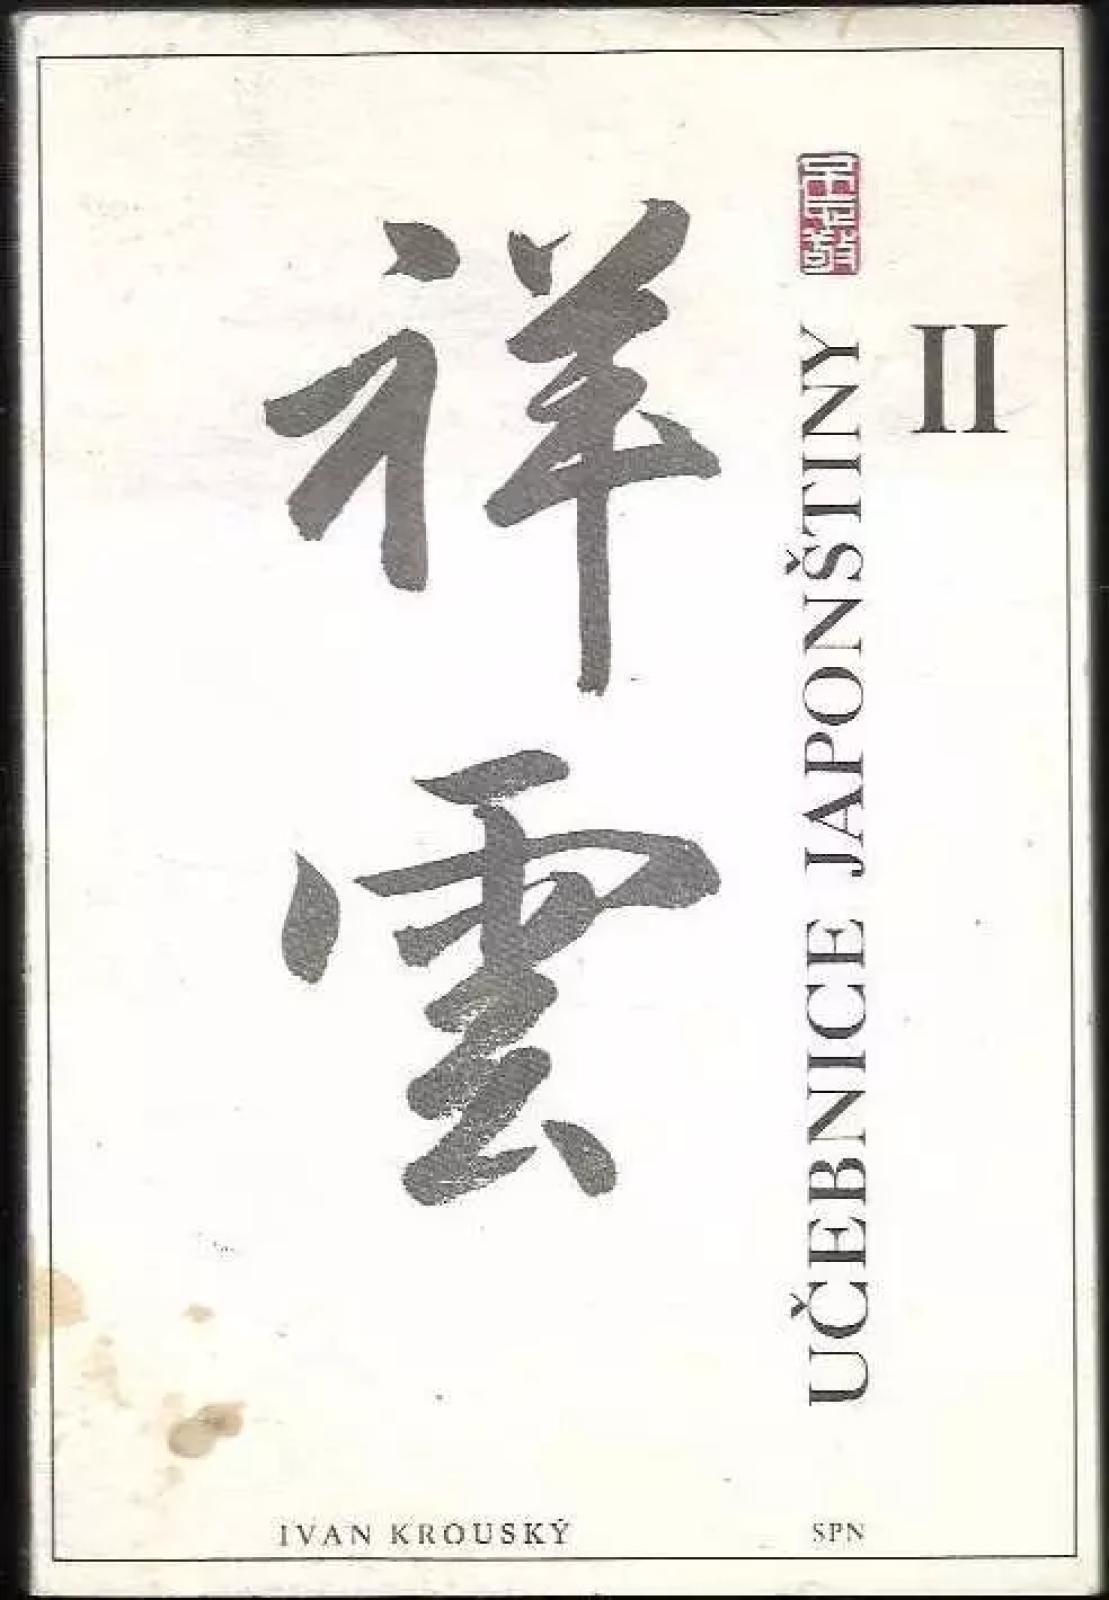 祥雲
UČEBNICE JAPONŠTINY
II
IVAN KROUSKÝ
SPN